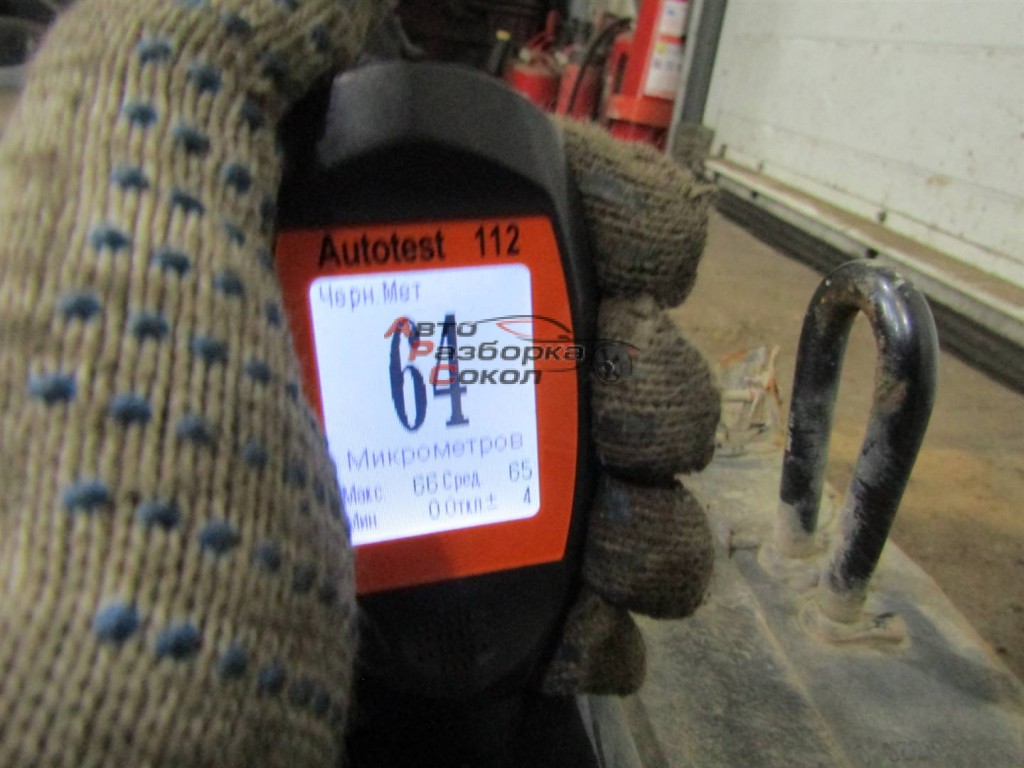 Autotest 112
Черн.Мет
64
Авто
Разборка
Сокол
Микрометров
Макс. 66 Сред. 65
Мин 0 Откл ± 4